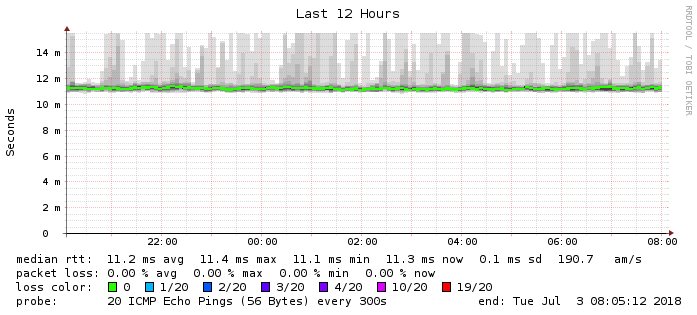 Last 12 Hours
RRDTOOL / TOBI OETIKER
Seconds
14 m
12 m
10 m
8 m
6 m
4 m
2 m
0
22:00 00:00 02:00 04:00 06:00 08:00
median rtt: 11.2 ms avg 11.4 ms max 11.1 ms min 11.3 ms now 0.1 ms sd 190.7 am/s
packet loss: 0.00 % avg 0.00 % max 0.00 % min 0.00 % now
loss color: 0 1/20 2/20 3/20 4/20 10/20 19/20
probe: 20 ICMP Echo Pings (56 Bytes) every 300s end: Tue Jul 3 08:05:12 2018